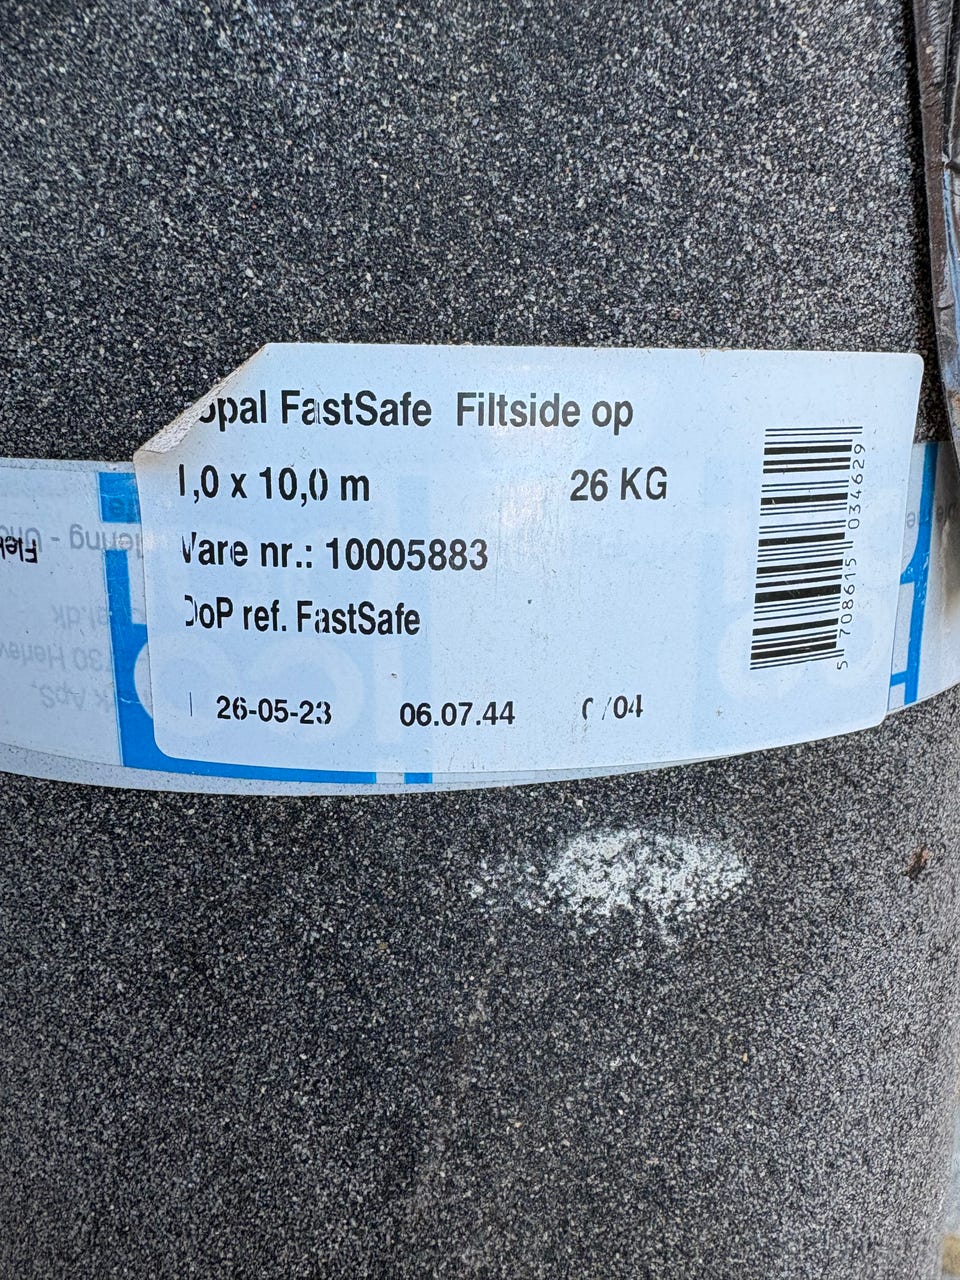 FastSafe Filtside op
1,0 x 10,0 m 26 KG
Vare nr.: 10005883
DoP ref. FastSafe
26-05-23 06.07.44
5 708615 034629